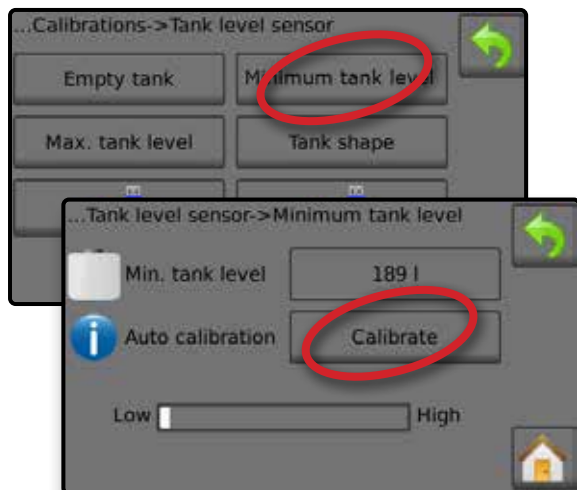 ...Calibrations->Tank level sensor
Empty tank
Minimum tank level
Max. tank level
Tank shape
...Tank level sensor->Minimum tank level
Min. tank level
189 l
Auto calibration
Calibrate
Low
High